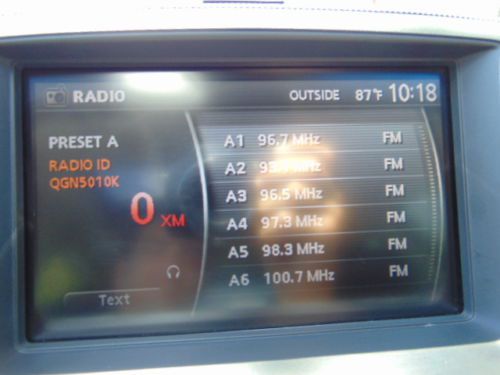 RADIO
OUTSIDE 87°F 10:18
PRESET A
RADIO ID
QGN5010K
0 XM
Text
A1 96.7 MHz FM
A2 MHz FM
A3 96.5 MHz FM
A4 97.3 MHz FM
A5 98.3 MHz FM
A6 100.7 MHz FM